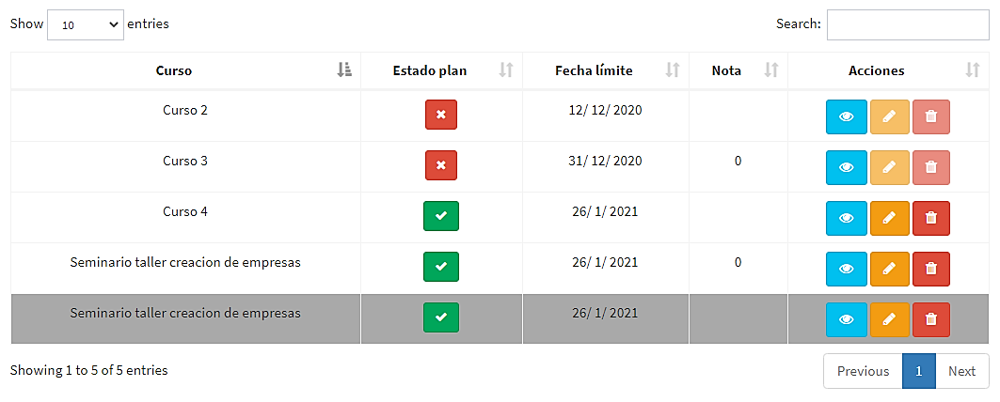 Show 10 entries Search:
Curso Estado plan Fecha límite Nota Acciones
Curso 2 12/ 12/ 2020
Curso 3 31/ 12/ 2020 0
Curso 4 26/ 1/ 2021
Seminario taller creacion de empresas 26/ 1/ 2021 0
Seminario taller creacion de empresas 26/ 1/ 2021
Showing 1 to 5 of 5 entries Previous 1 Next